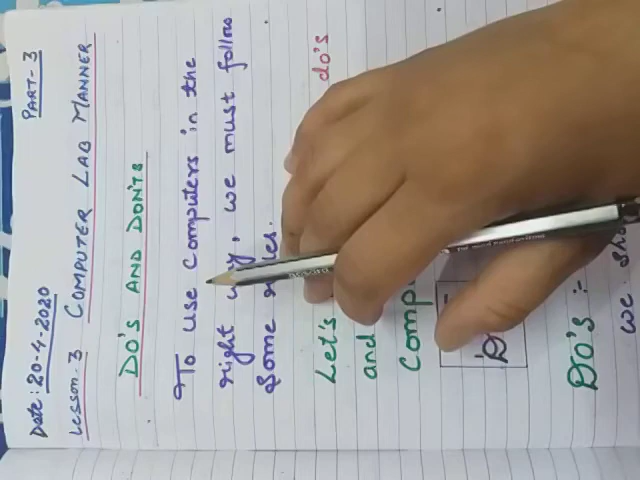 Date: 20-4-2020 PART-3
Lesson-3 COMPUTER LAB MANNER
DO'S AND DON'TS
To use computers in the
right way, we must follow
Some rules.
Let's do's
and
Comp
'D
DO's :-
we sho